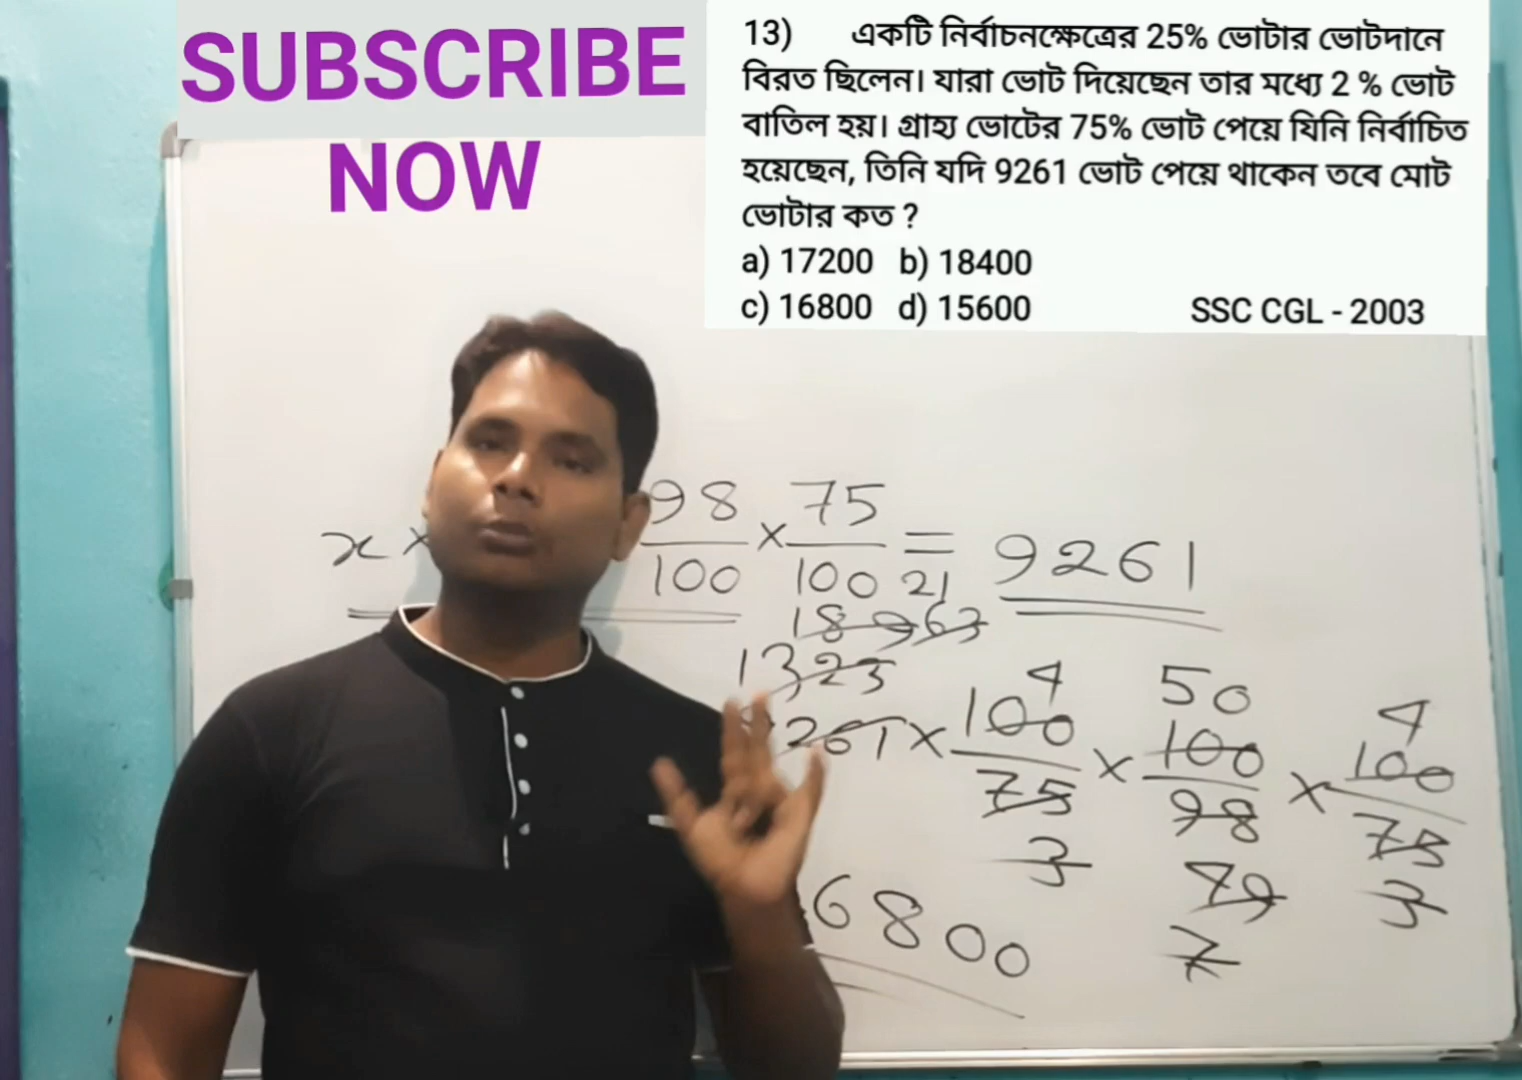 SUBSCRIBE
NOW
13) একটি নির্বাচনক্ষেত্রের 25% ভোটার ভোটদানে
বিরত ছিলেন। যারা ভোট দিয়েছেন তার মধ্যে 2 % ভোট
বাতিল হয়। গ্রাহ্য ভোটের 75% ভোট পেয়ে যিনি নির্বাচিত
হয়েছেন, তিনি যদি 9261 ভোট পেয়ে থাকেন তবে মোট
ভোটার কত ?
a) 17200 b) 18400
c) 16800 d) 15600 SSC CGL - 2003
98 75
x × × = 9261
100 100 21
1323
4 50 4
100 100 100
× × ×
75 98 75
3 49 3
6800 7